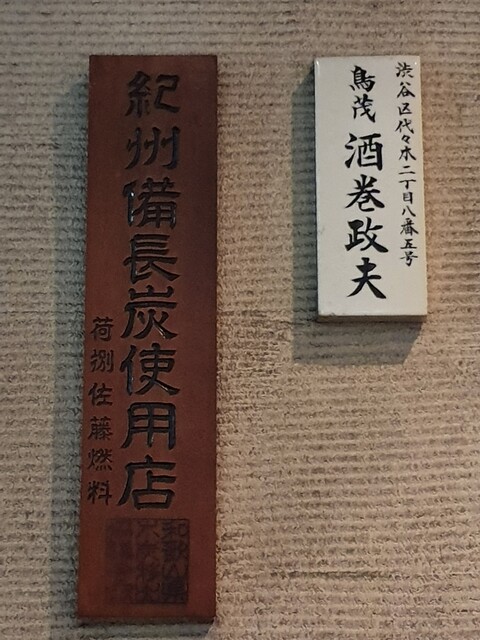 渋谷区代々木二丁目八番五号
鳥茂 酒巻政夫
紀州備長炭使用店
荷捌佐藤燃料